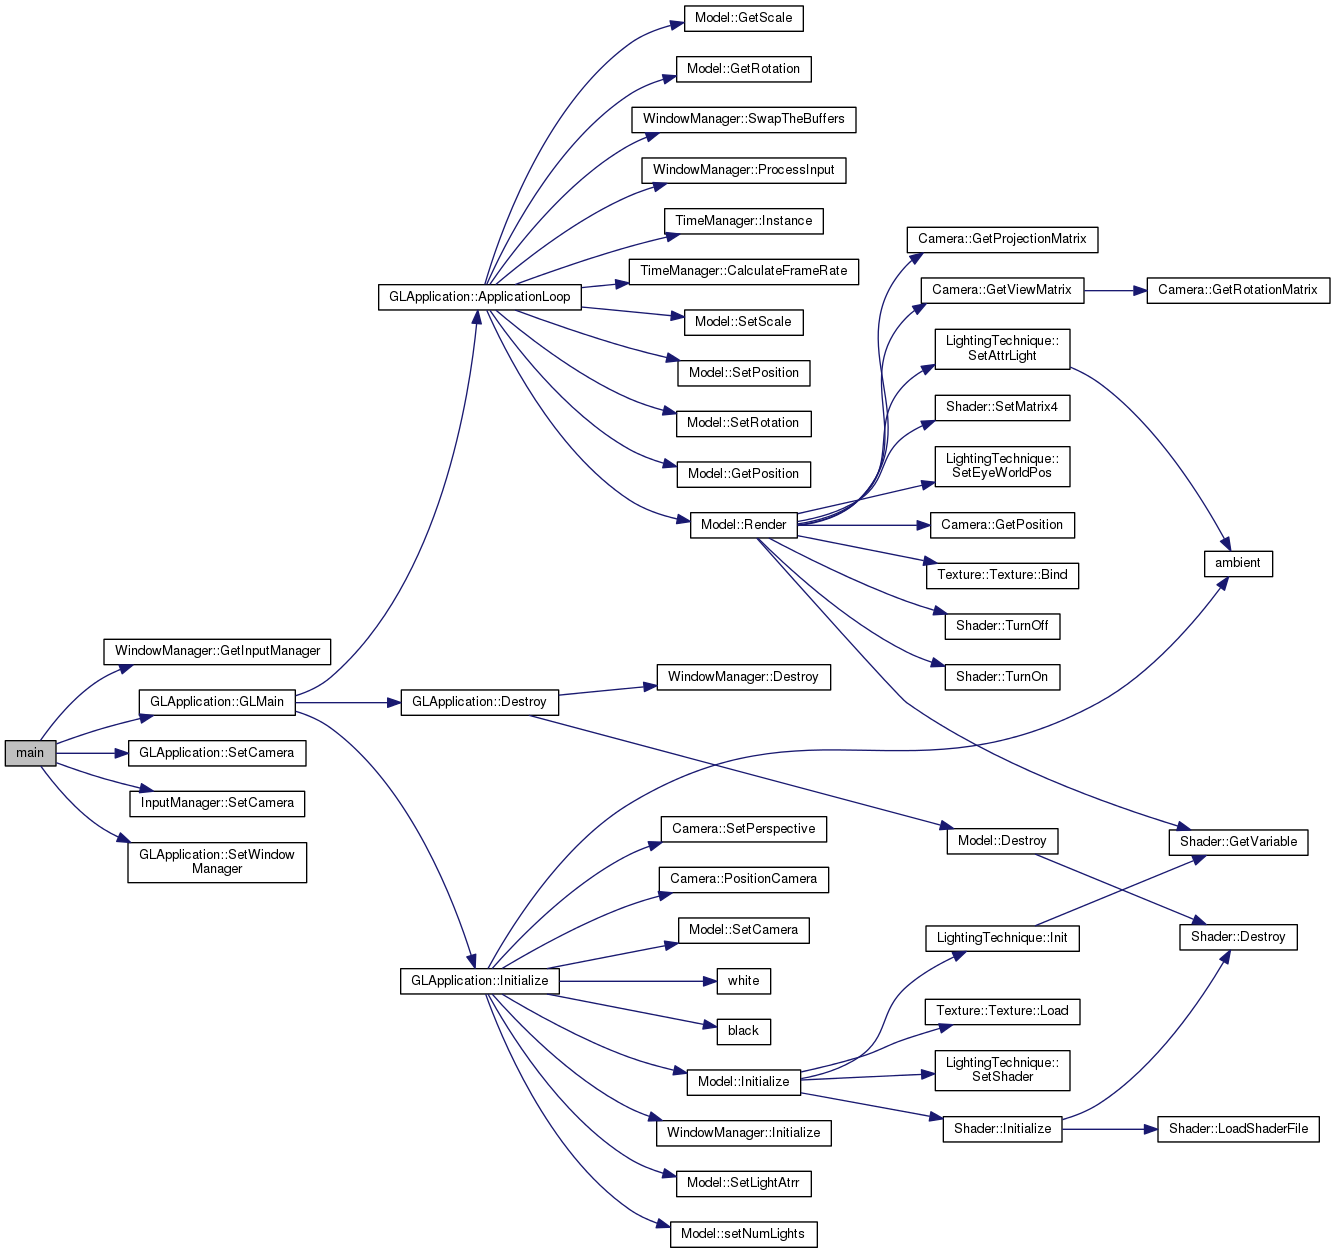 Model::GetScale
Model::GetRotation
WindowManager::SwapTheBuffers
WindowManager::ProcessInput
TimeManager::Instance
Camera::GetProjectionMatrix
TimeManager::CalculateFrameRate
GLApplication::ApplicationLoop
Camera::GetViewMatrix
Camera::GetRotationMatrix
Model::SetScale
LightingTechnique::
SetAttrLight
Model::SetPosition
Shader::SetMatrix4
Model::SetRotation
LightingTechnique::
SetEyeWorldPos
Model::GetPosition
Model::Render
Camera::GetPosition
ambient
Texture::Texture::Bind
Shader::TurnOff
WindowManager::GetInputManager
WindowManager::Destroy
Shader::TurnOn
GLApplication::GLMain
GLApplication::Destroy
main
GLApplication::SetCamera
InputManager::SetCamera
Camera::SetPerspective
Model::Destroy
Shader::GetVariable
GLApplication::SetWindow
Manager
Camera::PositionCamera
Model::SetCamera
LightingTechnique::Init
Shader::Destroy
GLApplication::Initialize
white
Texture::Texture::Load
black
LightingTechnique::
SetShader
Model::Initialize
WindowManager::Initialize
Shader::Initialize
Shader::LoadShaderFile
Model::SetLightAtrr
Model::setNumLights